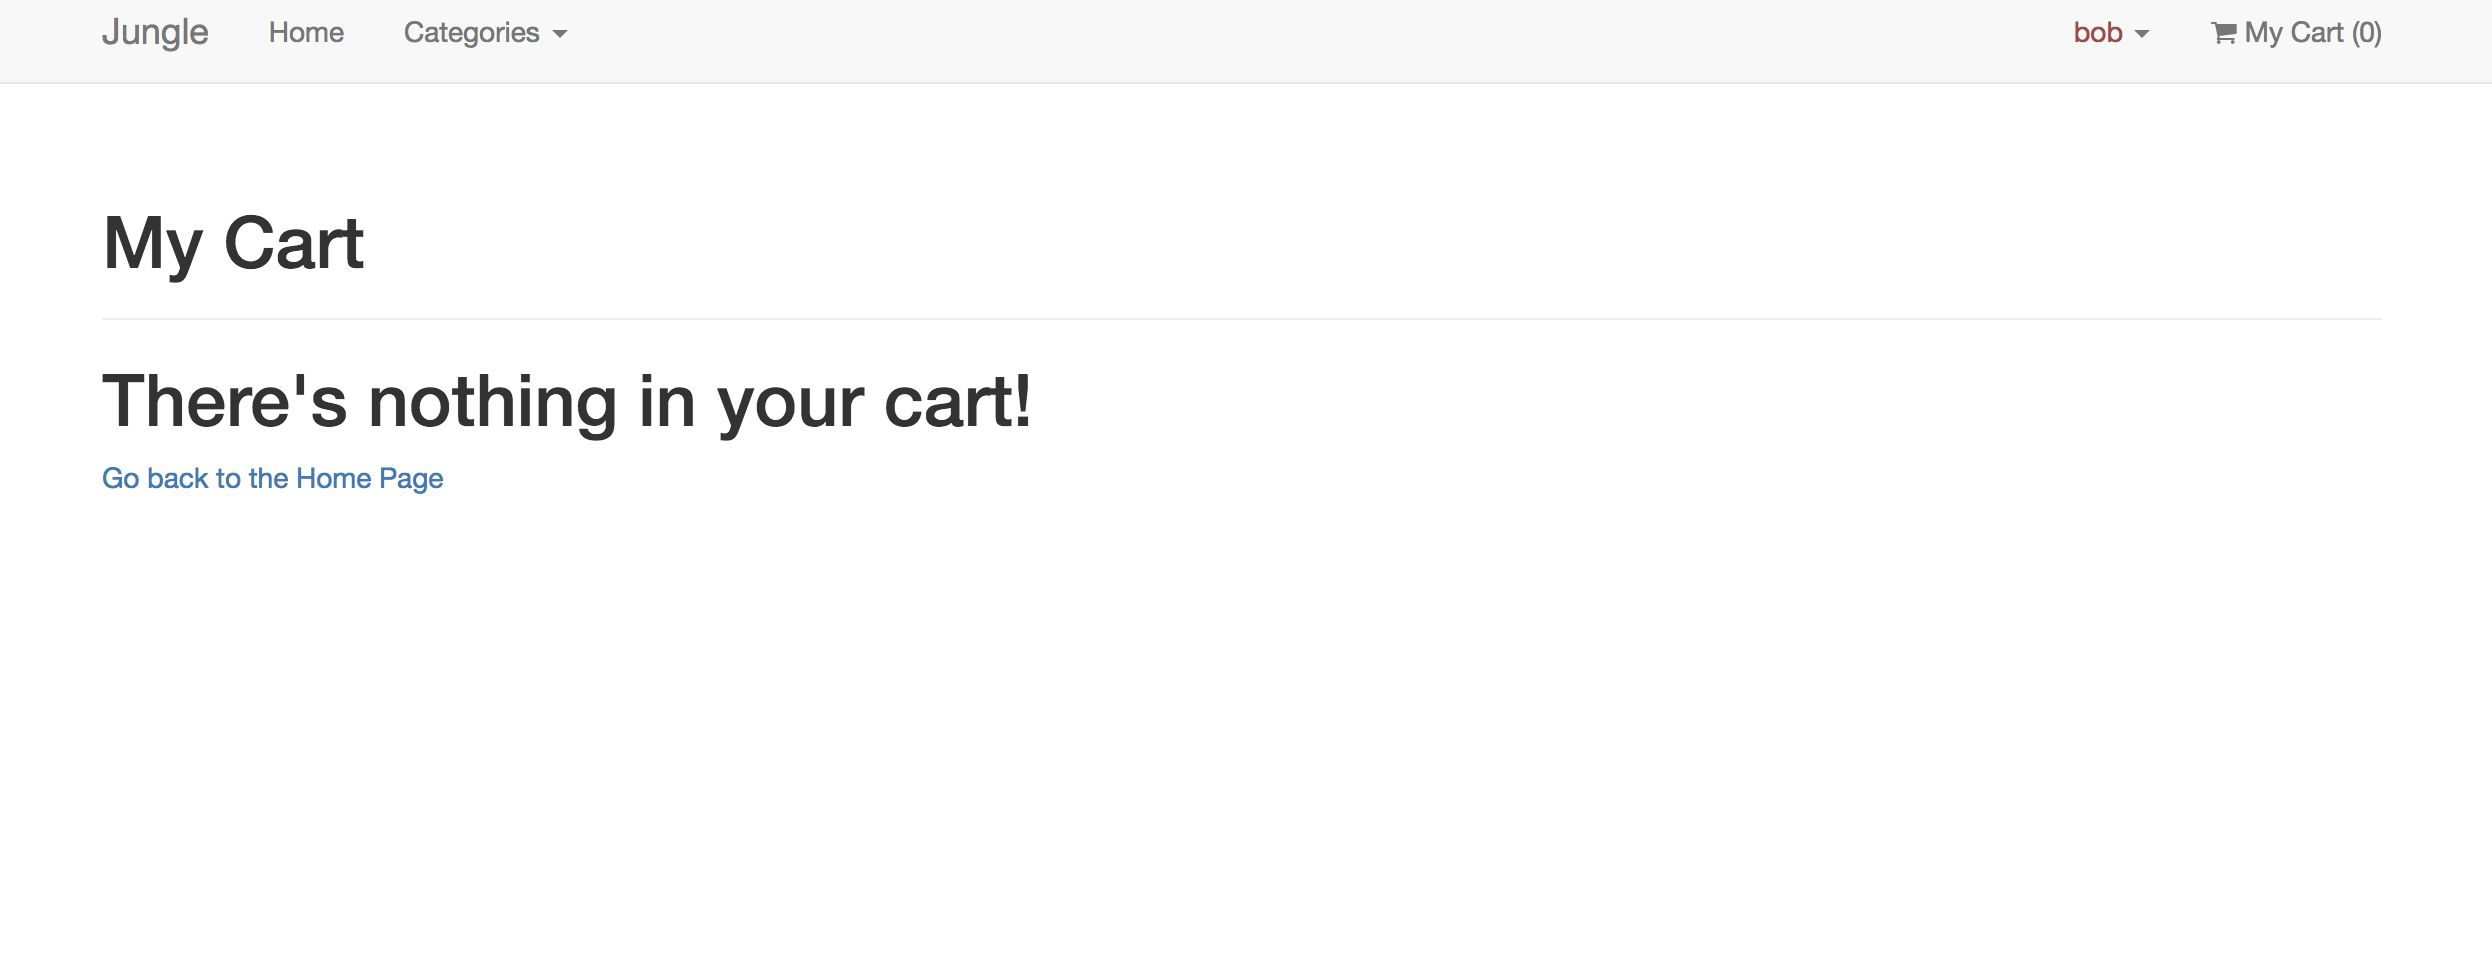 Jungle Home Categories bob My Cart (0)
My Cart
There's nothing in your cart!
Go back to the Home Page